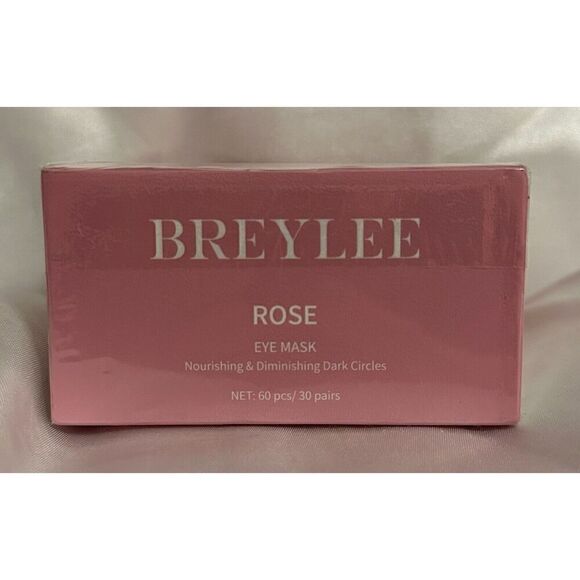 BREYLEE
ROSE
EYE MASK
Nourishing & Diminishing Dark Circles
NET: 60 pcs/ 30 pairs